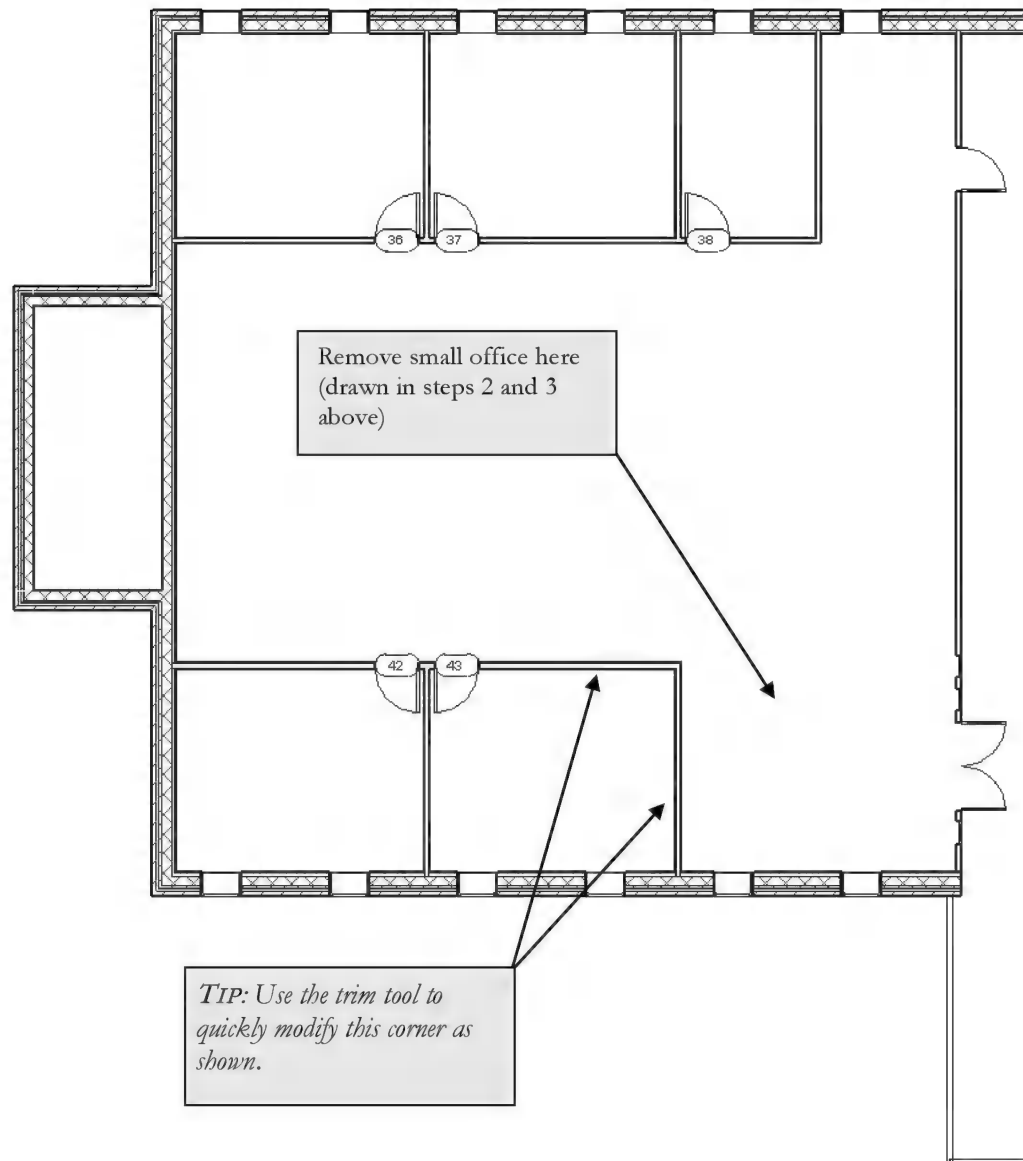 36
37
38
Remove small office here
(drawn in steps 2 and 3
above)
42
43
TIP: Use the trim tool to
quickly modify this corner as
shown.